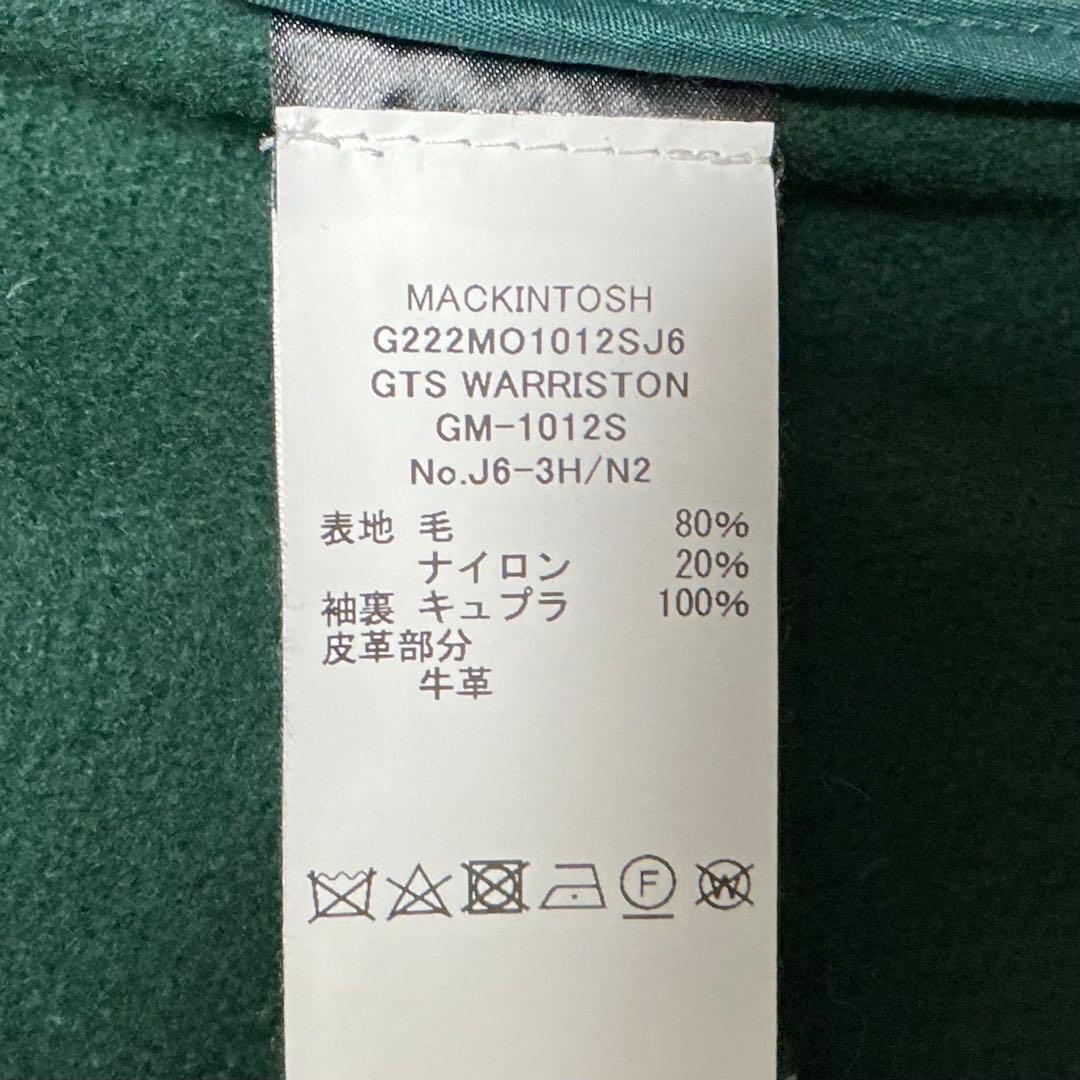 MACKINTOSH
G222MO1012SJ6
GTS WARRISTON
GM-1012S
No.J6-3H/N2
表地 毛 80%
ナイロン 20%
袖裏 キュプラ 100%
皮革部分
牛革
F W